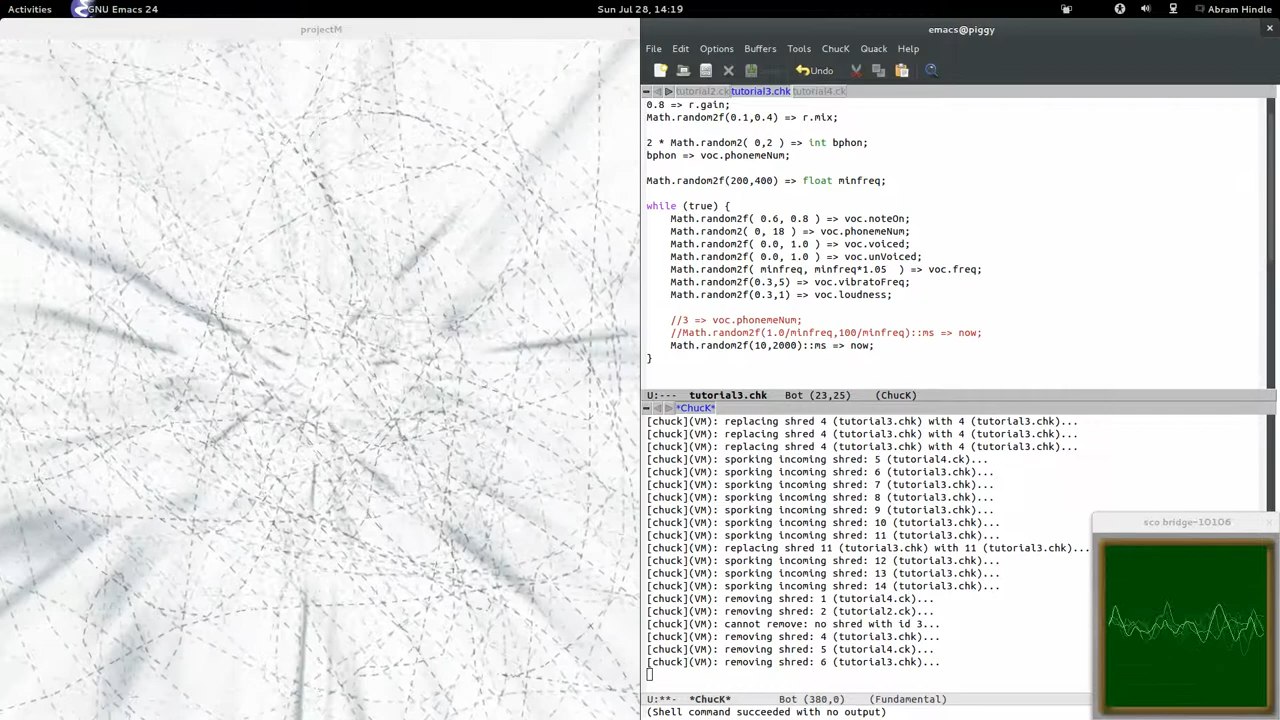 Activities GNU Emacs 24 Sun Jul 28, 14:19 Abram Hindle
projectM
emacs@piggy
File Edit Options Buffers Tools ChucK Quack Help
Undo
tutorial2.ck tutorial3.chk tutorial4.ck
0.8 => r.gain;
Math.random2f(0.1,0.4) => r.mix;
2 * Math.random2( 0,2 ) => int bphon;
bphon => voc.phonemeNum;
Math.random2f(200,400) => float minfreq;
while (true) {
Math.random2f( 0.6, 0.8 ) => voc.noteOn;
Math.random2( 0, 18 ) => voc.phonemeNum;
Math.random2f( 0.0, 1.0 ) => voc.voiced;
Math.random2f( 0.0, 1.0 ) => voc.unVoiced;
Math.random2f( minfreq, minfreq*1.05  ) => voc.freq;
Math.random2f(0.3,5) => voc.vibratoFreq;
Math.random2f(0.3,1) => voc.loudness;
//3 => voc.phonemeNum;
//Math.random2f(1.0/minfreq,100/minfreq)::ms => now;
Math.random2f(10,2000)::ms => now;
}
U:--- tutorial3.chk Bot (23,25) (ChucK)
*ChucK*
[chuck](VM): replacing shred 4 (tutorial3.chk) with 4 (tutorial3.chk)...
[chuck](VM): replacing shred 4 (tutorial3.chk) with 4 (tutorial3.chk)...
[chuck](VM): replacing shred 4 (tutorial3.chk) with 4 (tutorial3.chk)...
[chuck](VM): sporking incoming shred: 5 (tutorial4.ck)...
[chuck](VM): sporking incoming shred: 6 (tutorial3.chk)...
[chuck](VM): sporking incoming shred: 7 (tutorial3.chk)...
[chuck](VM): sporking incoming shred: 8 (tutorial3.chk)...
[chuck](VM): sporking incoming shred: 9 (tutorial3.chk)...
[chuck](VM): sporking incoming shred: 10 (tutorial3.chk)...
[chuck](VM): sporking incoming shred: 11 (tutorial3.chk)...
[chuck](VM): replacing shred 11 (tutorial3.chk) with 11 (tutorial3.chk)...
[chuck](VM): sporking incoming shred: 12 (tutorial3.chk)...
[chuck](VM): sporking incoming shred: 13 (tutorial3.chk)...
[chuck](VM): sporking incoming shred: 14 (tutorial3.chk)...
[chuck](VM): removing shred: 1 (tutorial4.ck)...
[chuck](VM): removing shred: 2 (tutorial2.ck)...
[chuck](VM): cannot remove: no shred with id 3...
[chuck](VM): removing shred: 4 (tutorial3.chk)...
[chuck](VM): removing shred: 5 (tutorial4.ck)...
[chuck](VM): removing shred: 6 (tutorial3.chk)...
sco bridge-10106
U:**- *ChucK* Bot (380,0) (Fundamental)
(Shell command succeeded with no output)